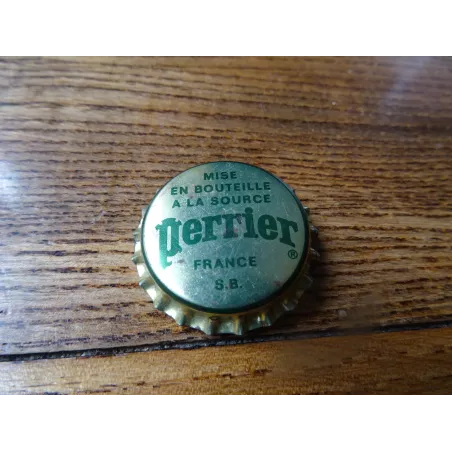 MISE
EN BOUTEILLE
A LA SOURCE
perrier®
FRANCE
S.B.